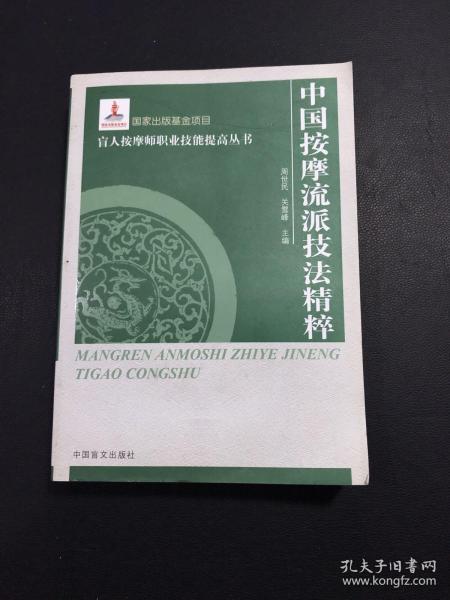 国家出版基金项目
盲人按摩师职业技能提高丛书
中国按摩流派技法精粹
周世民 关雪峰 主编
MANGREN ANMOSHI ZHIYE JINENG
TIGAO CONGSHU
中国盲文出版社
孔夫子旧书网
www.kongfz.com